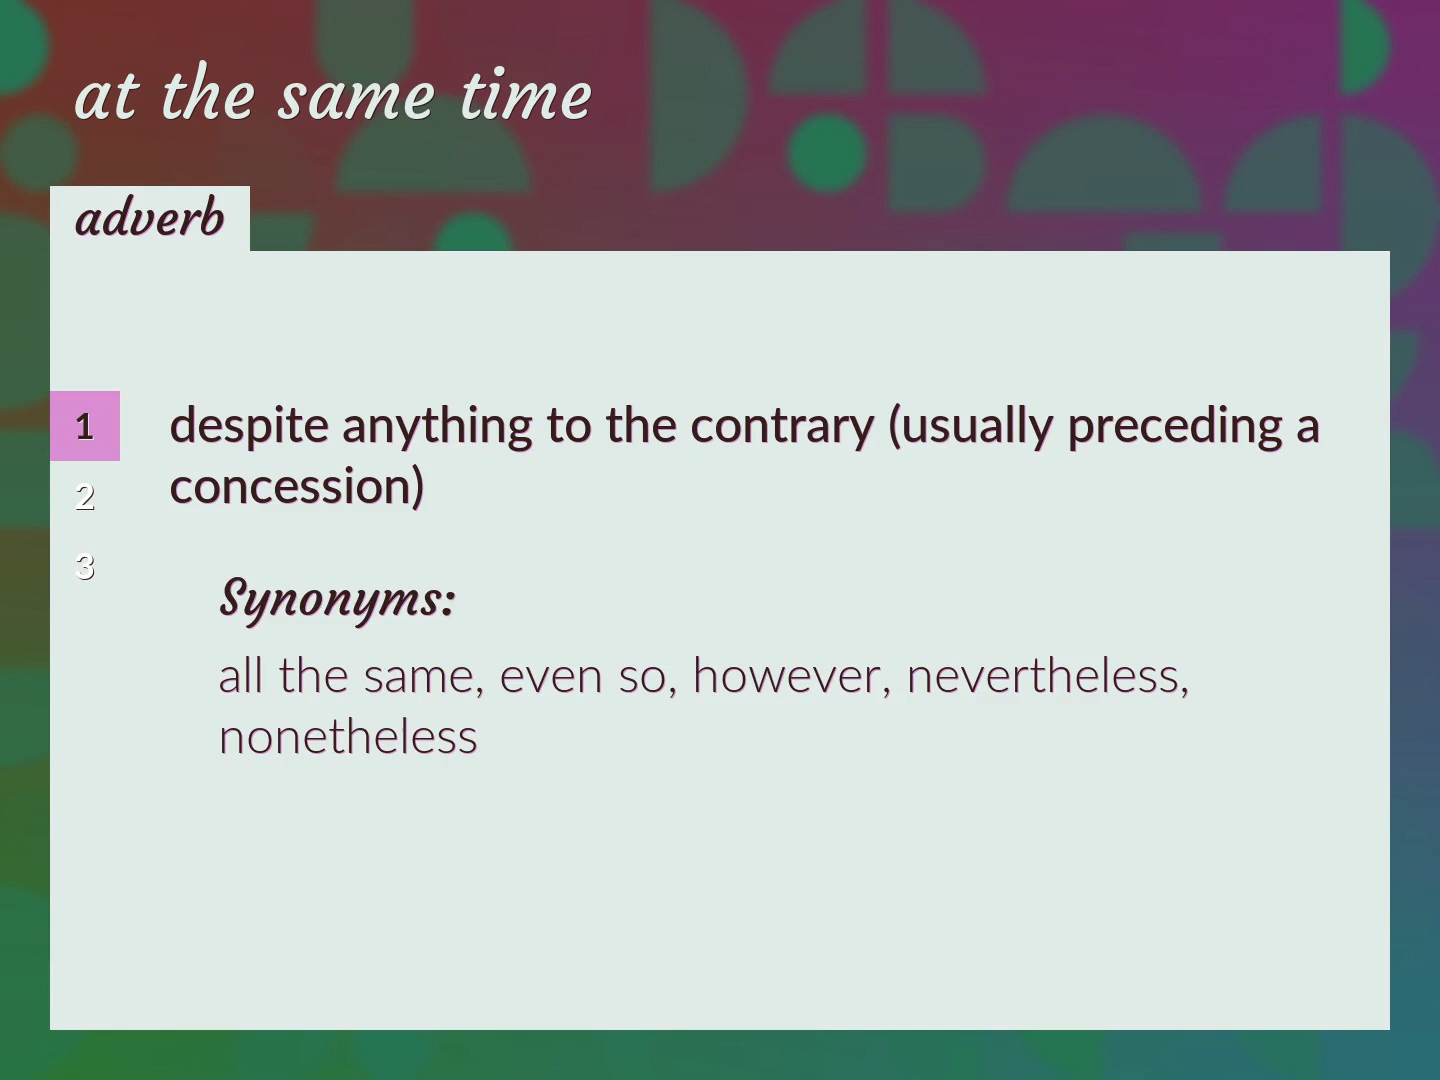 at the same time
adverb
1
despite anything to the contrary (usually preceding a
concession)
2
3
Synonyms:
all the same, even so, however, nevertheless,
nonetheless